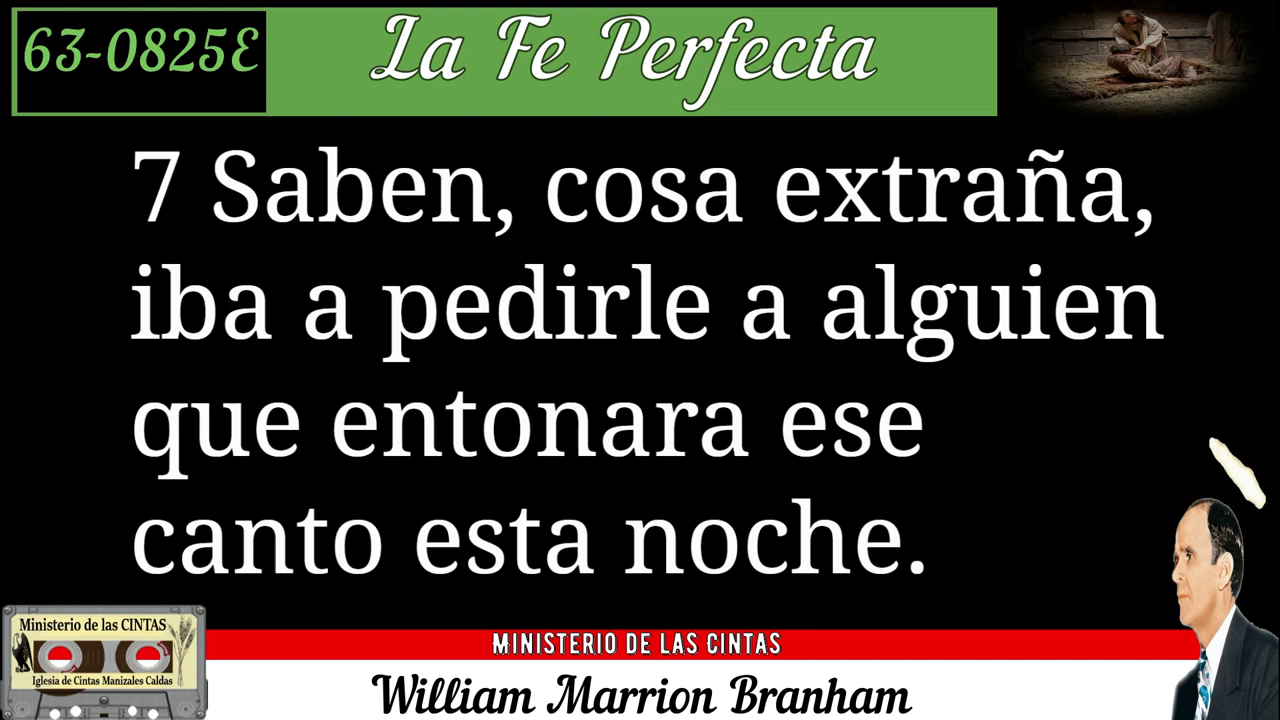 63-0825E
La Fe Perfecta
7 Saben, cosa extraña,
iba a pedirle a alguien
que entonara ese
canto esta noche.
Ministerio de las CINTAS
Iglesia de Cintas Manizales Caldas
MINISTERIO DE LAS CINTAS
William Marrion Branham